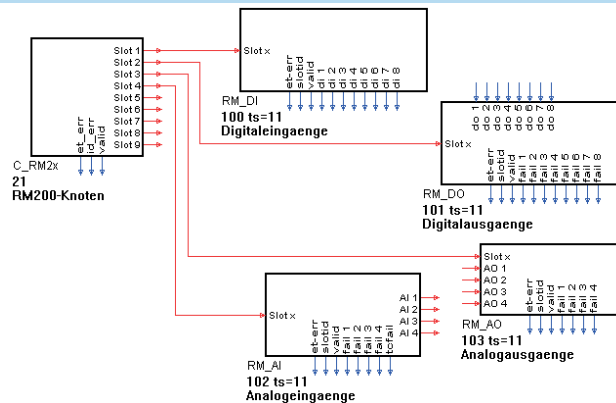 Slot 1
Slot 2
Slot 3
Slot 4
Slot 5
Slot 6
Slot 7
Slot 8
Slot 9
et_err
id_err
valid
C_RM2x
21
RM200-Knoten
Slot x
et-err
slotid
valid
di 1
di 2
di 3
di 4
di 5
di 6
di 7
di 8
RM_DI
100 ts=11
Digitaleingaenge
do 1
do 2
do 3
do 4
do 5
do 6
do 7
do 8
Slot x
et-err
slotid
valid
fail 1
fail 2
fail 3
fail 4
fail 5
fail 6
fail 7
fail 8
RM_DO
101 ts=11
Digitalausgaenge
Slot x
AO 1
AO 2
AO 3
AO 4
et-err
slotid
valid
fail 1
fail 2
fail 3
fail 4
RM_AO
103 ts=11
Analogausgaenge
Slot x
AI 1
AI 2
AI 3
AI 4
et-err
slotid
valid
fail 1
fail 2
fail 3
fail 4
tofail
RM_AI
102 ts=11
Analogeingaenge